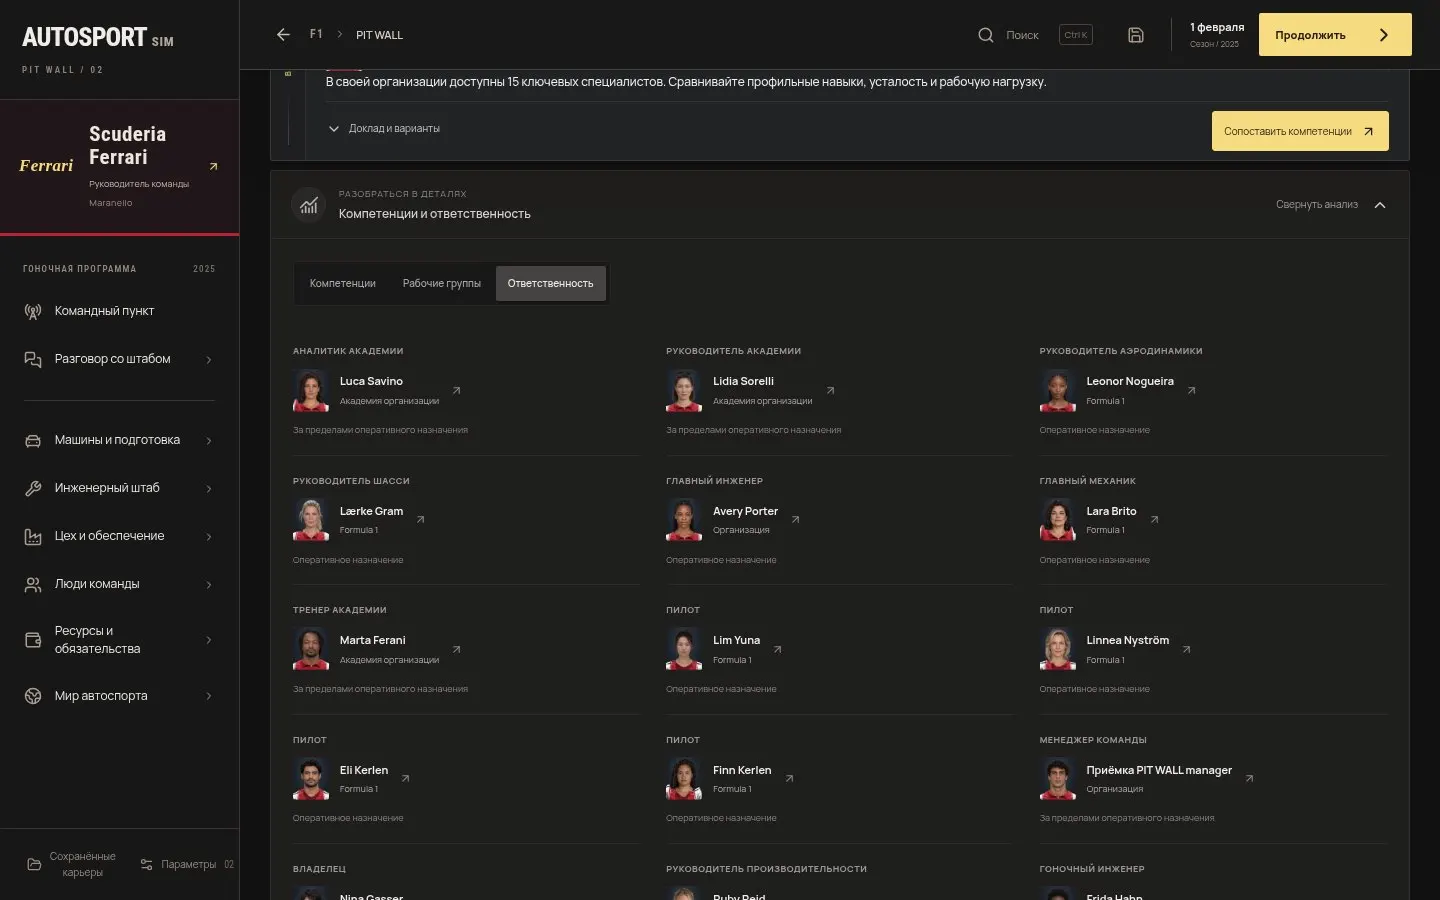 AUTOSPORT SIM
PIT WALL / 02
Ferrari
Scuderia
Ferrari
Руководитель команды
Maranello
ГОНОЧНАЯ ПРОГРАММА 2025
Командный пункт
Разговор со штабом
Машины и подготовка
Инженерный штаб
Цех и обеспечение
Люди команды
Ресурсы и
обязательства
Мир автоспорта
Сохранённые
карьеры
Параметры 02
F1 PIT WALL
Поиск Ctrl K
1 февраля
Сезон / 2025
Продолжить
В своей организации доступны 15 ключевых специалистов. Сравнивайте профильные навыки, усталость и рабочую нагрузку.
Доклад и варианты
Сопоставить компетенции
РАЗОБРАТЬСЯ В ДЕТАЛЯХ
Компетенции и ответственность
Свернуть анализ
Компетенции Рабочие группы Ответственность
АНАЛИТИК АКАДЕМИИ
Luca Savino
Академия организации
За пределами оперативного назначения
РУКОВОДИТЕЛЬ АКАДЕМИИ
Lidia Sorelli
Академия организации
За пределами оперативного назначения
РУКОВОДИТЕЛЬ АЭРОДИНАМИКИ
Leonor Nogueira
Formula 1
Оперативное назначение
РУКОВОДИТЕЛЬ ШАССИ
Lærke Gram
Formula 1
Оперативное назначение
ГЛАВНЫЙ ИНЖЕНЕР
Avery Porter
Организация
Оперативное назначение
ГЛАВНЫЙ МЕХАНИК
Lara Brito
Formula 1
Оперативное назначение
ТРЕНЕР АКАДЕМИИ
Marta Ferani
Академия организации
За пределами оперативного назначения
ПИЛОТ
Lim Yuna
Formula 1
Оперативное назначение
ПИЛОТ
Linnea Nyström
Formula 1
Оперативное назначение
ПИЛОТ
Eli Kerlen
Formula 1
Оперативное назначение
ПИЛОТ
Finn Kerlen
Formula 1
Оперативное назначение
МЕНЕДЖЕР КОМАНДЫ
Приёмка PIT WALL manager
Организация
За пределами оперативного назначения
ВЛАДЕЛЕЦ
Nina Gasser
РУКОВОДИТЕЛЬ ПРОИЗВОДИТЕЛЬНОСТИ
Ruby Reid
ГОНОЧНЫЙ ИНЖЕНЕР
Frida Hahn